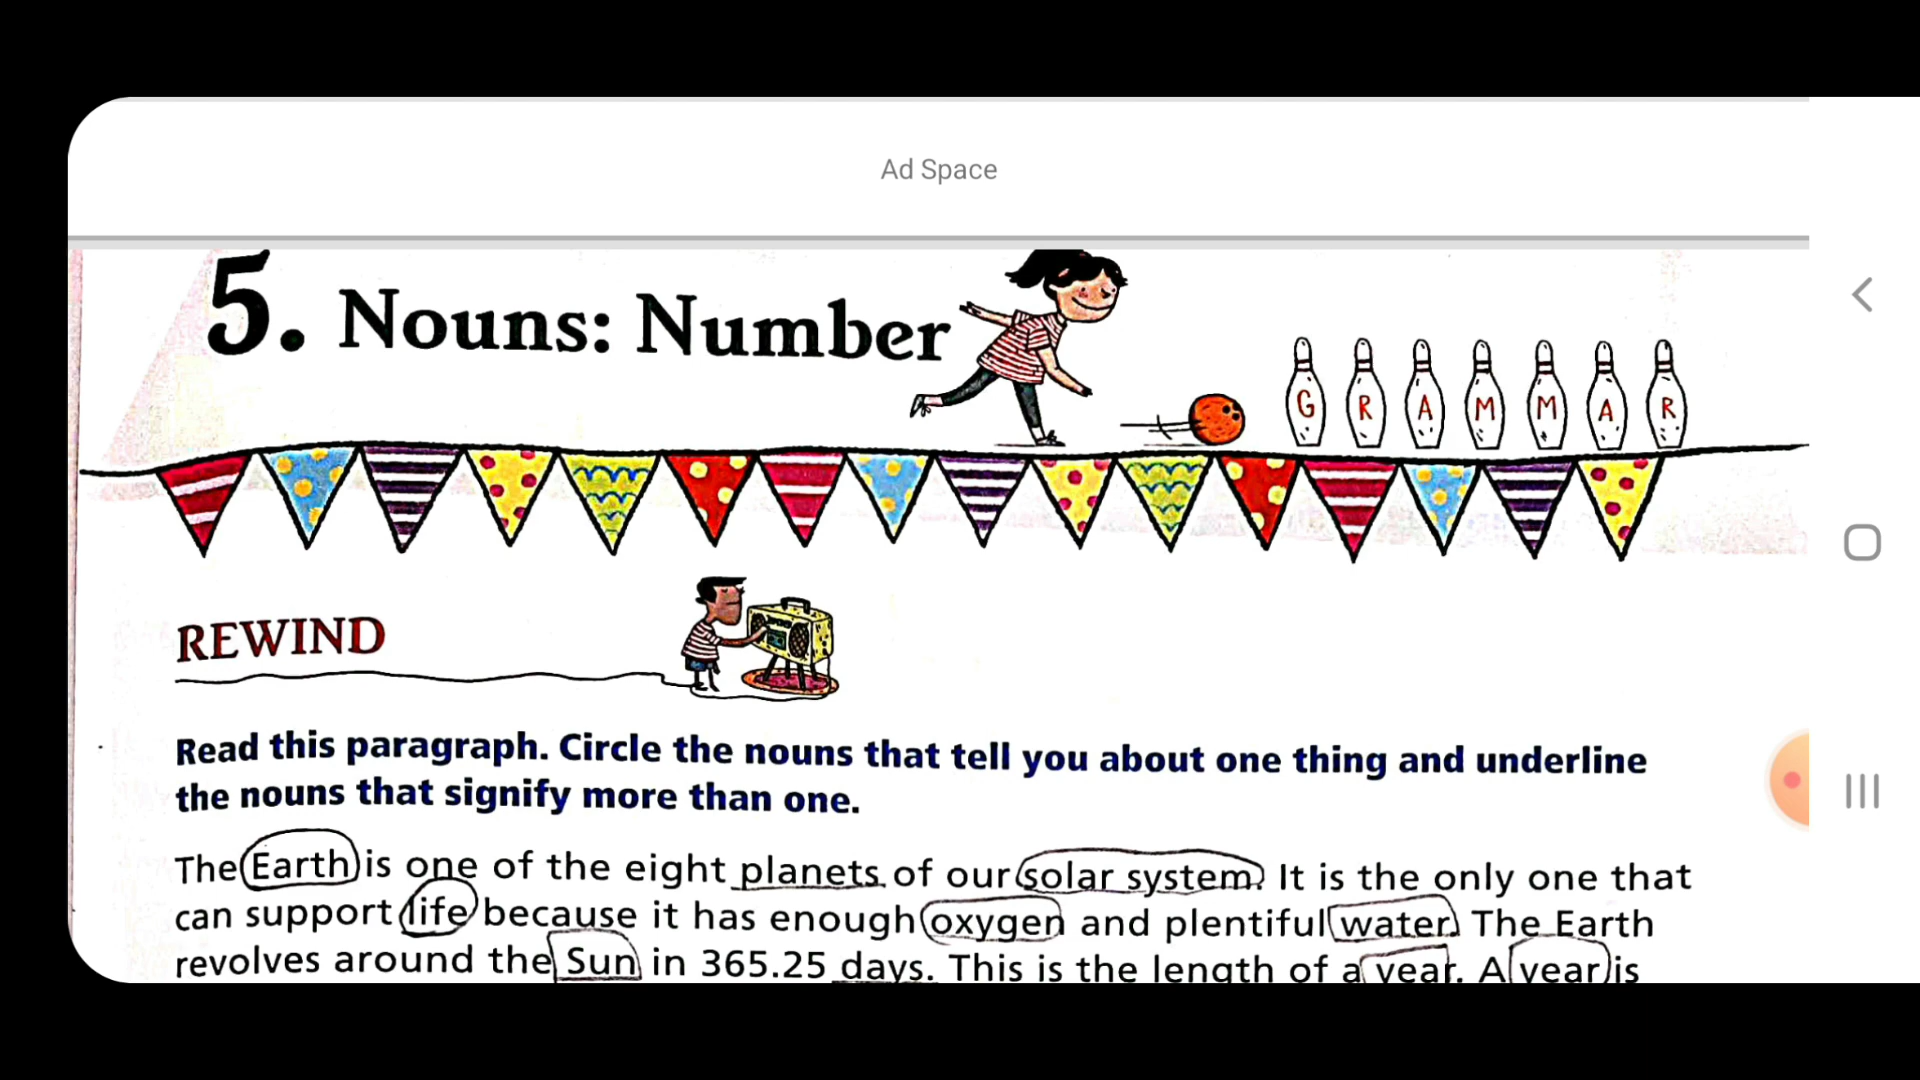 Ad Space
5. Nouns: Number
G R A M M A R
REWIND
Read this paragraph. Circle the nouns that tell you about one thing and underline
the nouns that signify more than one.
The Earth is one of the eight planets of our solar system. It is the only one that
can support life because it has enough oxygen and plentiful water. The Earth
revolves around the Sun in 365.25 days. This is the length of a year. A year is